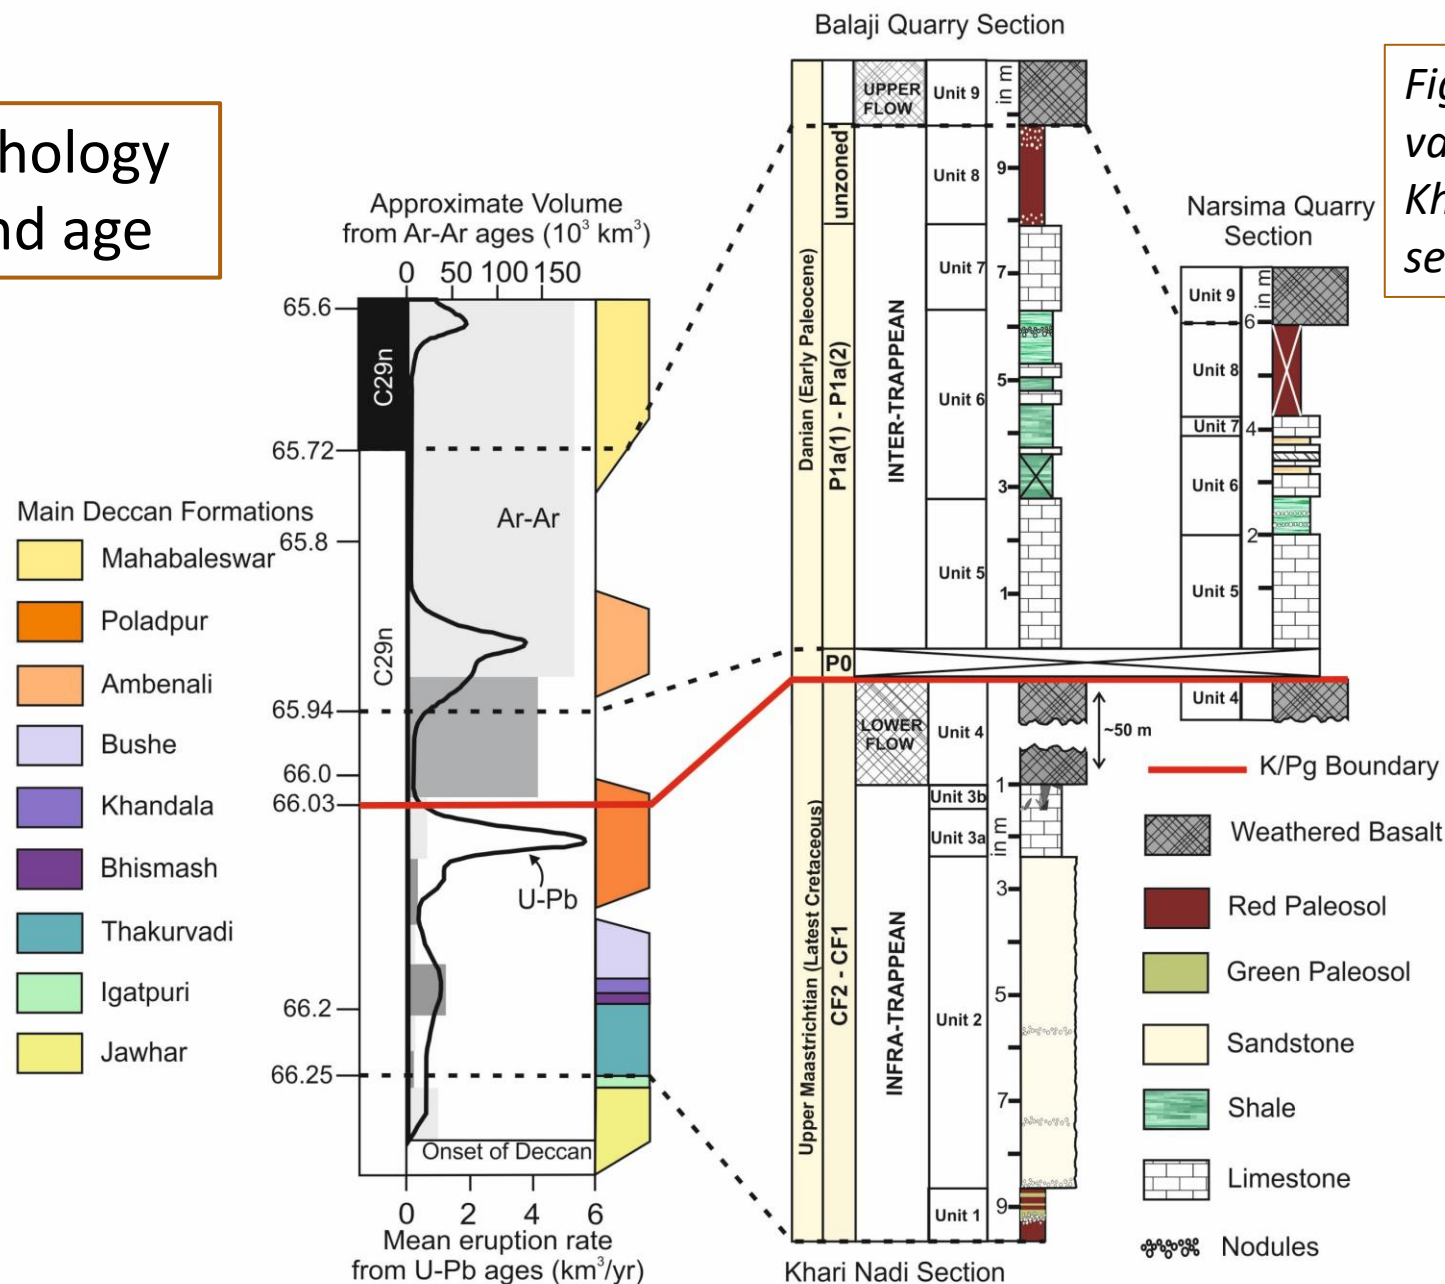 hology
nd age
Fig
va
Kh
se
Approximate Volume
from Ar-Ar ages (10³ km³)
0 50 100 150
65.6
65.72
65.8
65.94
66.0
66.03
66.2
66.25
C29n
C29n
Ar-Ar
U-Pb
Onset of Deccan
0 2 4 6
Mean eruption rate
from U-Pb ages (km³/yr)
Main Deccan Formations
Mahabaleswar
Poladpur
Ambenali
Bushe
Khandala
Bhismash
Thakurvadi
Igatpuri
Jawhar
Balaji Quarry Section
Danian (Early Paleocene)
Upper Maastrichtian (Latest Cretaceous)
unzoned
P1a(1) - P1a(2)
P0
CF2 - CF1
UPPER
FLOW
INTER-TRAPPEAN
LOWER
FLOW
INFRA-TRAPPEAN
Unit 9
Unit 8
Unit 7
Unit 6
Unit 5
Unit 4
Unit 3b
Unit 3a
Unit 2
Unit 1
in m
9
7
5
3
1
~50 m
1
in m
3
5
7
9
Khari Nadi Section
Narsima Quarry
Section
Unit 9
Unit 8
Unit 7
Unit 6
Unit 5
Unit 4
in m
6
4
2
K/Pg Boundary
Weathered Basalt
Red Paleosol
Green Paleosol
Sandstone
Shale
Limestone
Nodules